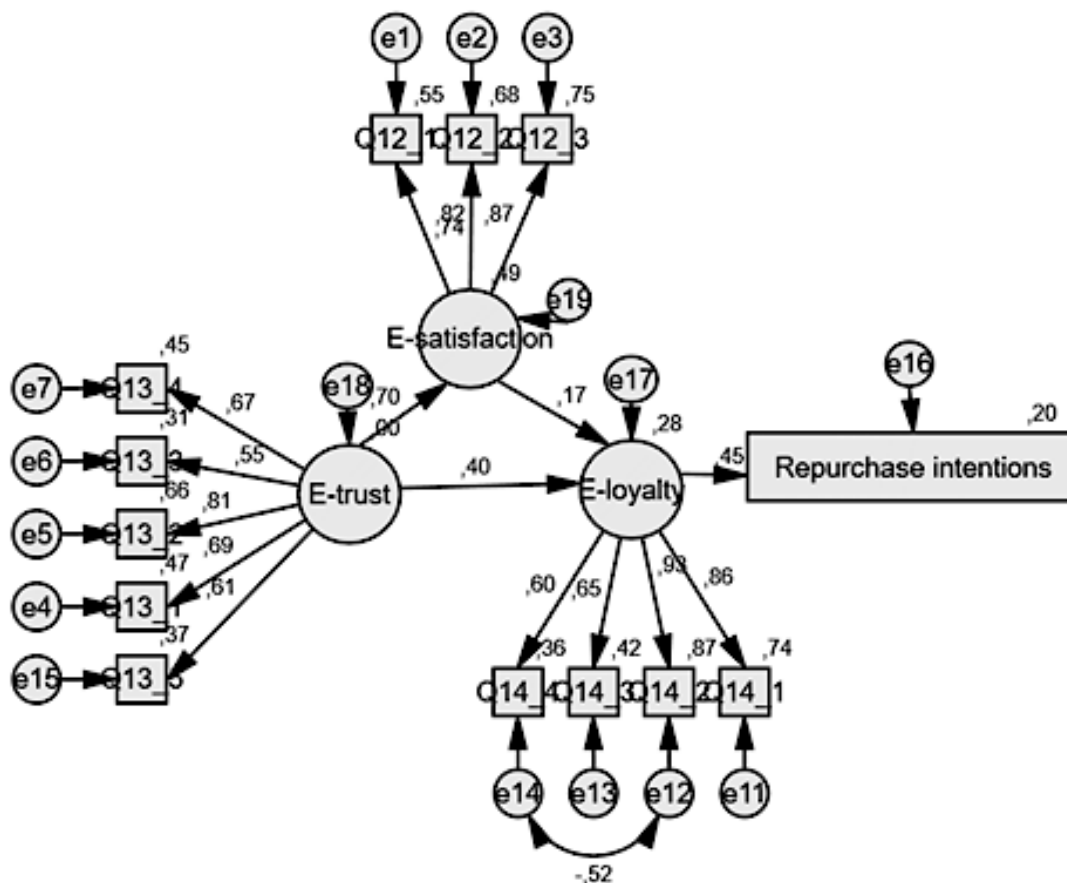 e1 e2 e3
,55 ,68 ,75
Q12_1 Q12_2 Q12_3
,82 ,87
,74
,49
e19
E-satisfaction
,45
e7 Q13_4
e18 ,70
,00
e17
e16
,67
,17
,28
,20
,31
e6 Q13_3
,55
,66
E-trust
,40
E-loyalty
,45
Repurchase intentions
,81
e5 Q13_2
,69
,47
,61
e4 Q13_1
,37
e15 Q13_5
,60 ,65 ,93 ,86
,36 ,42 ,87 ,74
Q14_4 Q14_3 Q14_2 Q14_1
e14 e13 e12 e11
-,52